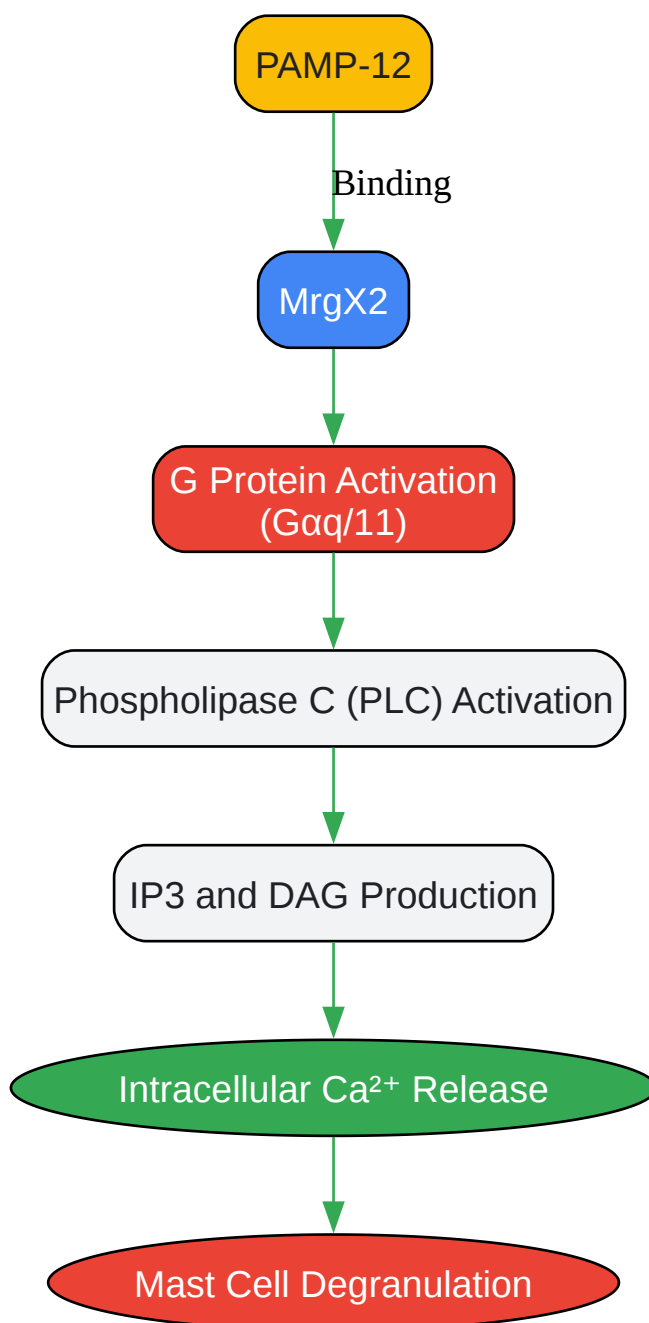 PAMP-12
Binding
MrgX2
G Protein Activation
(Gαq/11)
Phospholipase C (PLC) Activation
IP3 and DAG Production
Intracellular Ca²⁺ Release
Mast Cell Degranulation